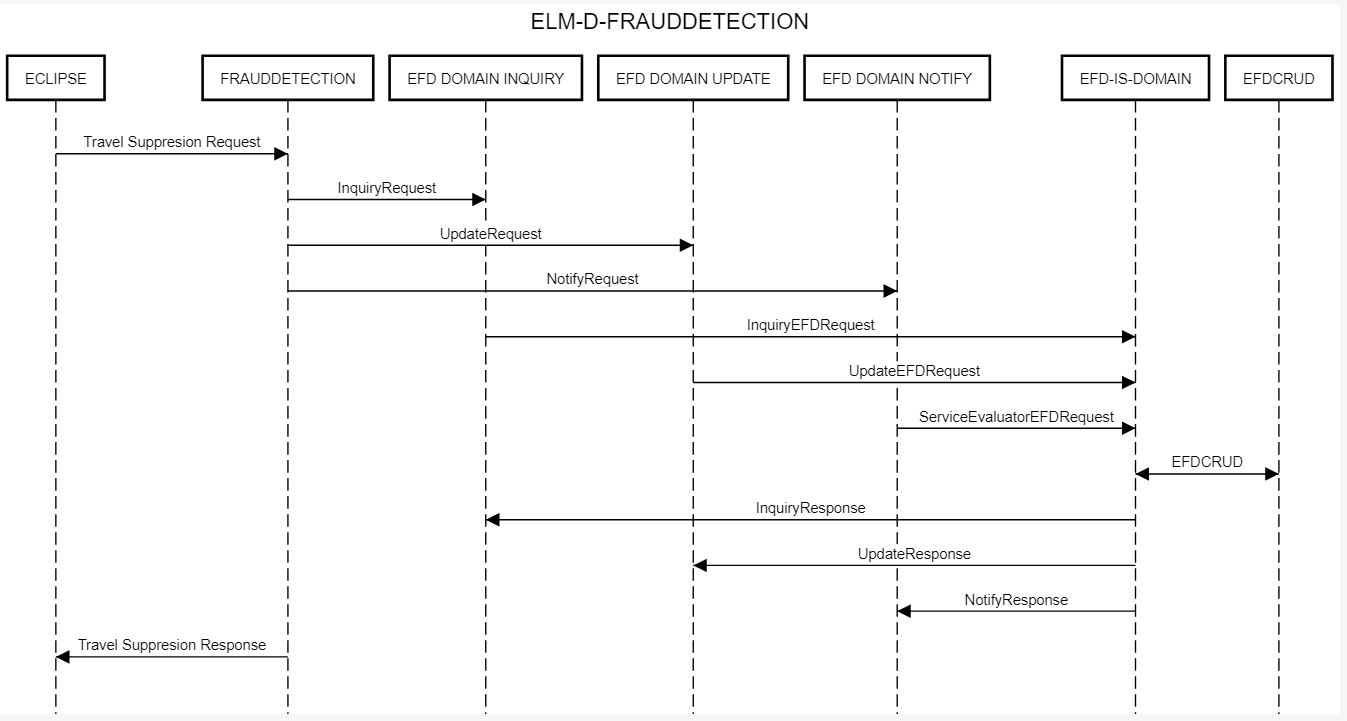 ELM-D-FRAUDDETECTION
ECLIPSE
FRAUDDETECTION
EFD DOMAIN INQUIRY
EFD DOMAIN UPDATE
EFD DOMAIN NOTIFY
EFD-IS-DOMAIN
EFDCRUD
Travel Suppresion Request
InquiryRequest
UpdateRequest
NotifyRequest
InquiryEFDRequest
UpdateEFDRequest
ServiceEvaluatorEFDRequest
EFDCRUD
InquiryResponse
UpdateResponse
NotifyResponse
Travel Suppresion Response